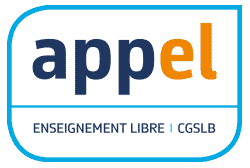 appel
ENSEIGNEMENT LIBRE | CGSLB